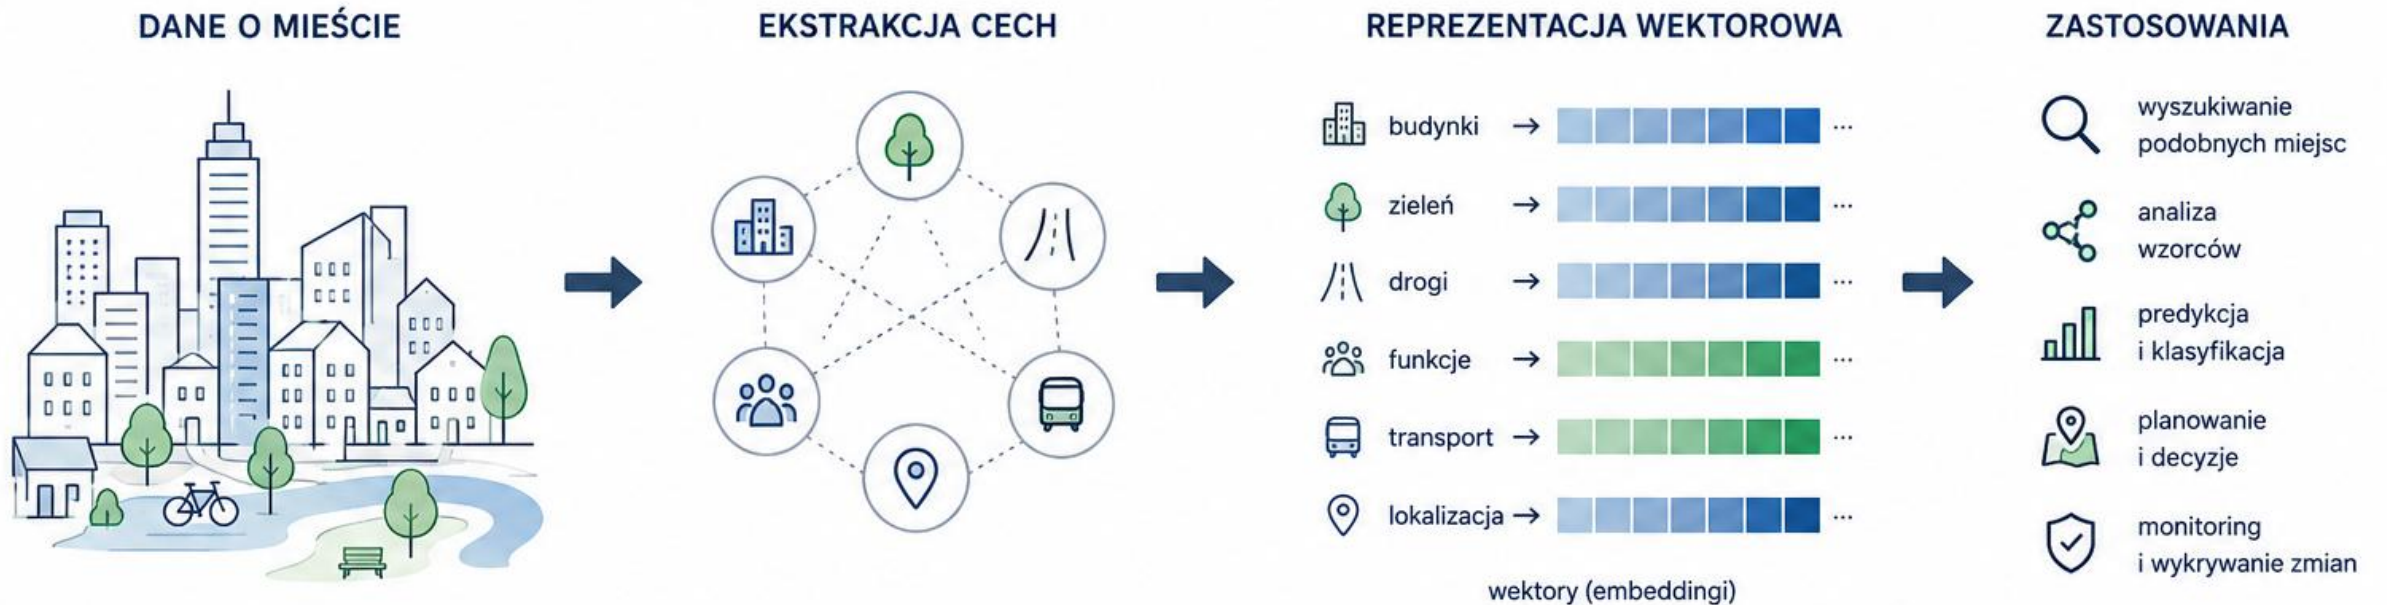 DANE O MIEŚCIE
EKSTRAKCJA CECH
REPREZENTACJA WEKTOROWA
budynki
...
zieleń
...
drogi
...
funkcje
...
transport
...
lokalizacja
...
wektory (embeddingi)
ZASTOSOWANIA
wyszukiwanie
podobnych miejsc
analiza
wzorców
predykcja
i klasyfikacja
planowanie
i decyzje
monitoring
i wykrywanie zmian